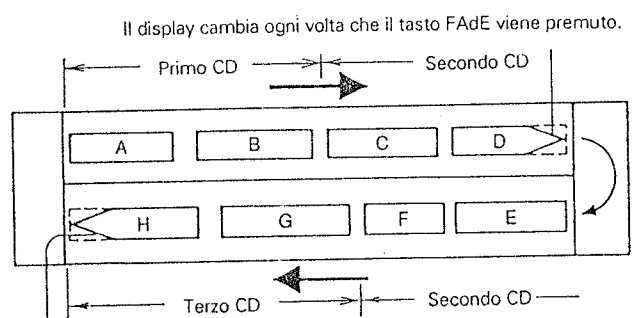 Il display cambia ogni volta che il tasto FAdE viene premuto.
Primo CD Secondo CD
A B C D
H G F E
Terzo CD Secondo CD